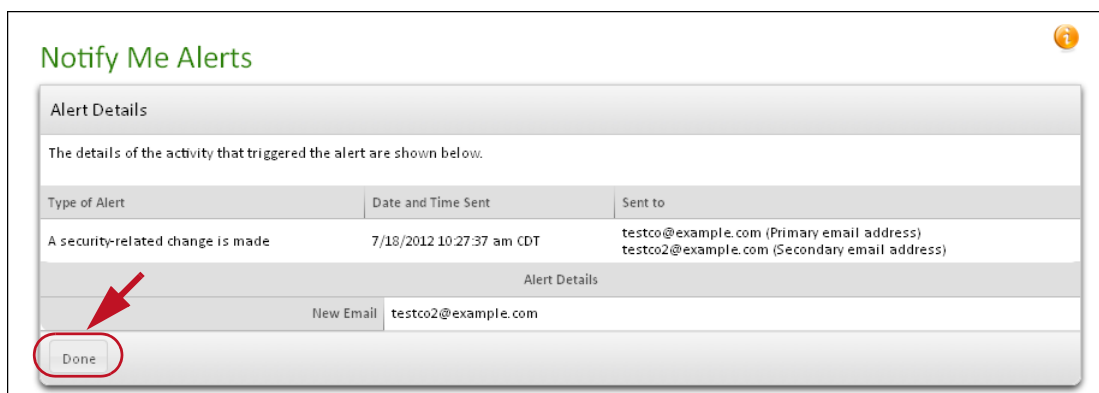 Notify Me Alerts
Alert Details
The details of the activity that triggered the alert are shown below.
Type of Alert Date and Time Sent Sent to
A security-related change is made 7/18/2012 10:27:37 am CDT testco@example.com (Primary email address)
testco2@example.com (Secondary email address)
Alert Details
New Email testco2@example.com
Done